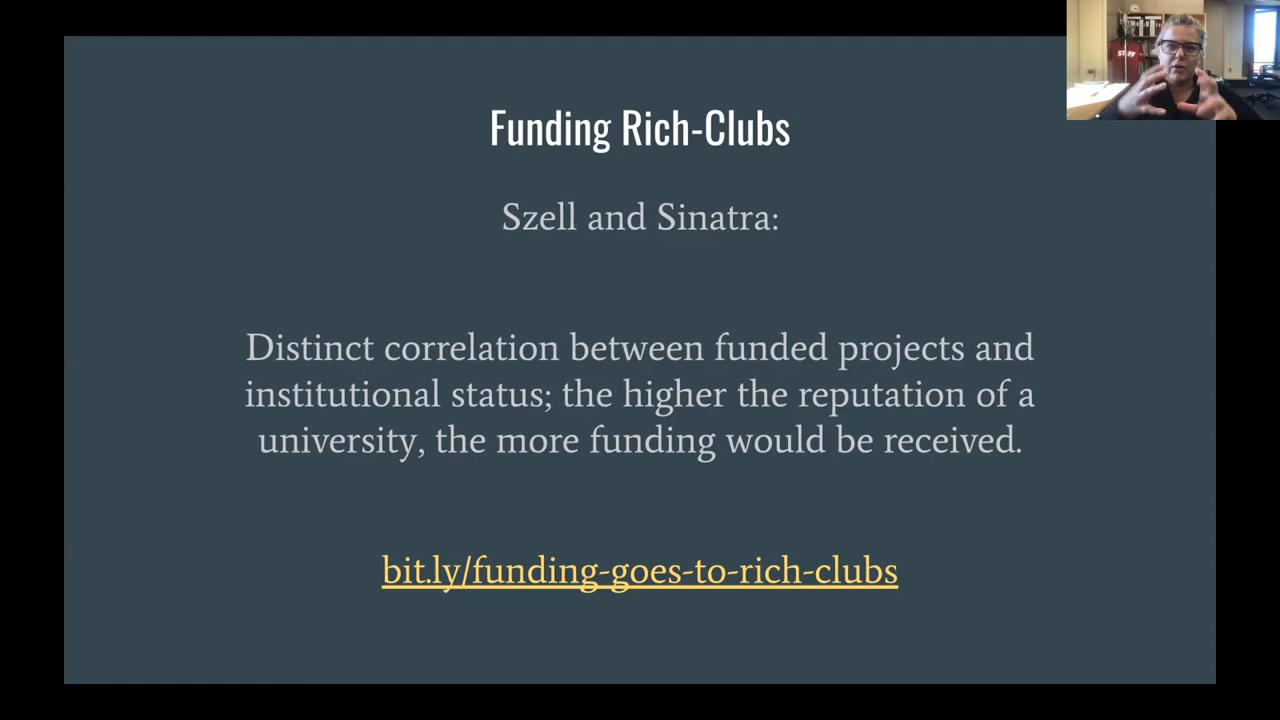 Funding Rich-Clubs
Szell and Sinatra:
Distinct correlation between funded projects and
institutional status; the higher the reputation of a
university, the more funding would be received.
bit.ly/funding-goes-to-rich-clubs
STAFF